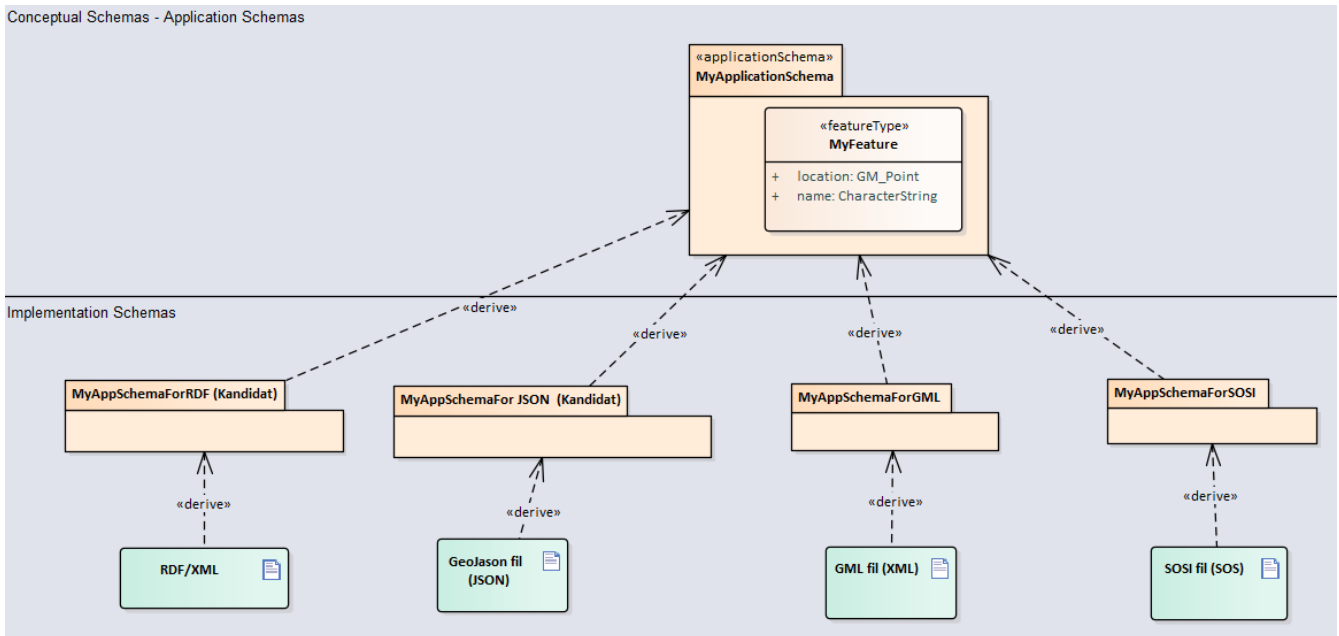 Conceptual Schemas - Application Schemas
«applicationSchema»
MyApplicationSchema
«featureType»
MyFeature
+ location: GM_Point
+ name: CharacterString
Implementation Schemas
«derive»
«derive»
«derive»
«derive»
MyAppSchemaForRDF (Kandidat)
MyAppSchemaFor JSON (Kandidat)
MyAppSchemaForGML
MyAppSchemaForSOSI
«derive»
«derive»
«derive»
«derive»
RDF/XML
GeoJason fil
(JSON)
GML fil (XML)
SOSI fil (SOS)